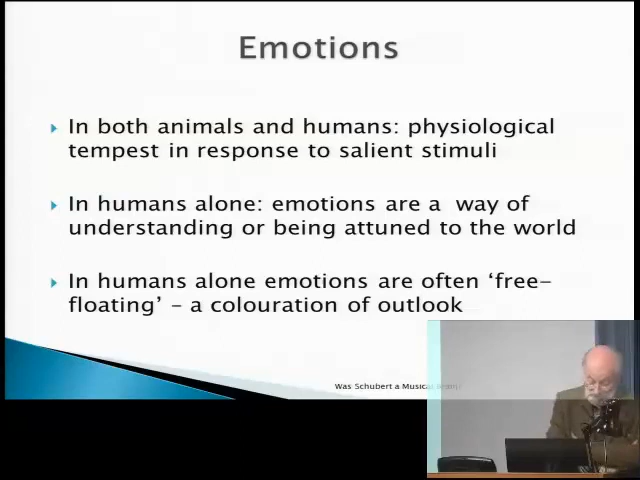 Emotions
In both animals and humans: physiological
tempest in response to salient stimuli
In humans alone: emotions are a way of
understanding or being attuned to the world
In humans alone emotions are often ‘free-
floating’ – a colouration of outlook
Was Schubert a Musical Brain?